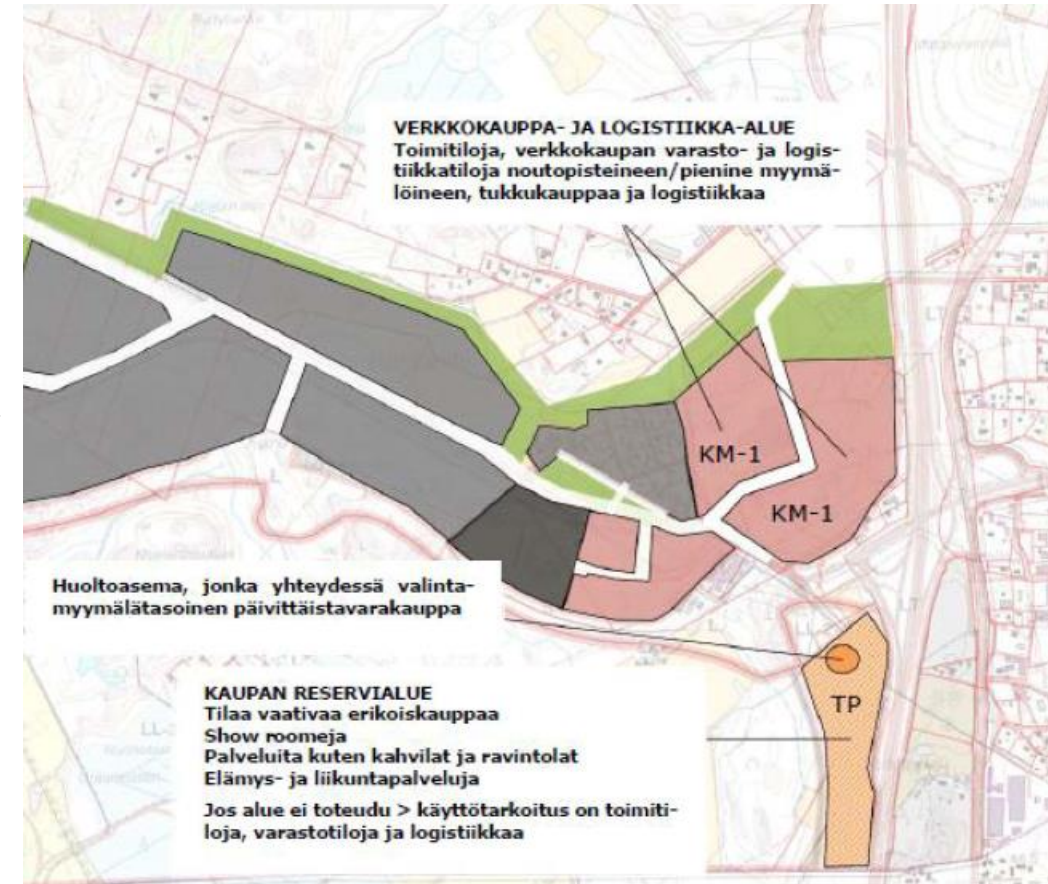 VERKKOKAUPPA- JA LOGISTIIKKA-ALUE
Toimitiloja, verkkokaupan varasto- ja logis-
tiikkatiloja noutopisteineen/pienine myymä-
löineen, tukkukauppaa ja logistiikkaa
KM-1
KM-1
Huoltoasema, jonka yhteydessä valinta-
myymälätasoinen päivittäistavarakauppa
KAUPAN RESERVIALUE
Tilaa vaativaa erikoiskauppaa
Show roomeja
Palveluita kuten kahvilat ja ravintolat
Elämys- ja liikuntapalveluja
Jos alue ei toteudu > käyttötarkoitus on toimiti-
loja, varastotiloja ja logistiikkaa
TP
LT
LT